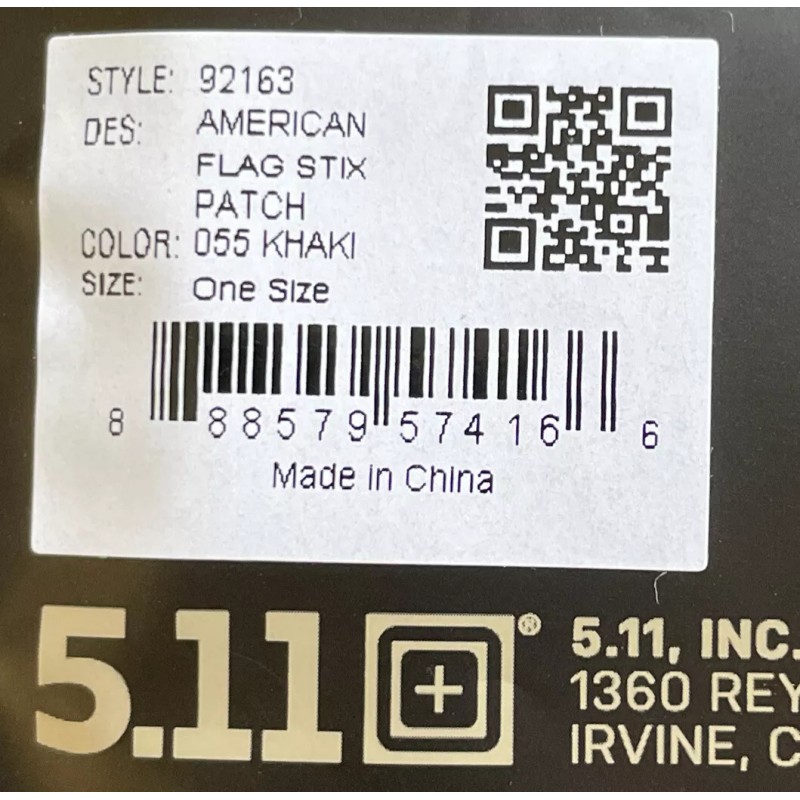 STYLE: 92163
DES: AMERICAN
FLAG STIX
PATCH
COLOR: 055 KHAKI
SIZE: One Size
8 88579 57416 6
Made in China
5.11 ®
5.11, INC.
1360 REY
IRVINE, C